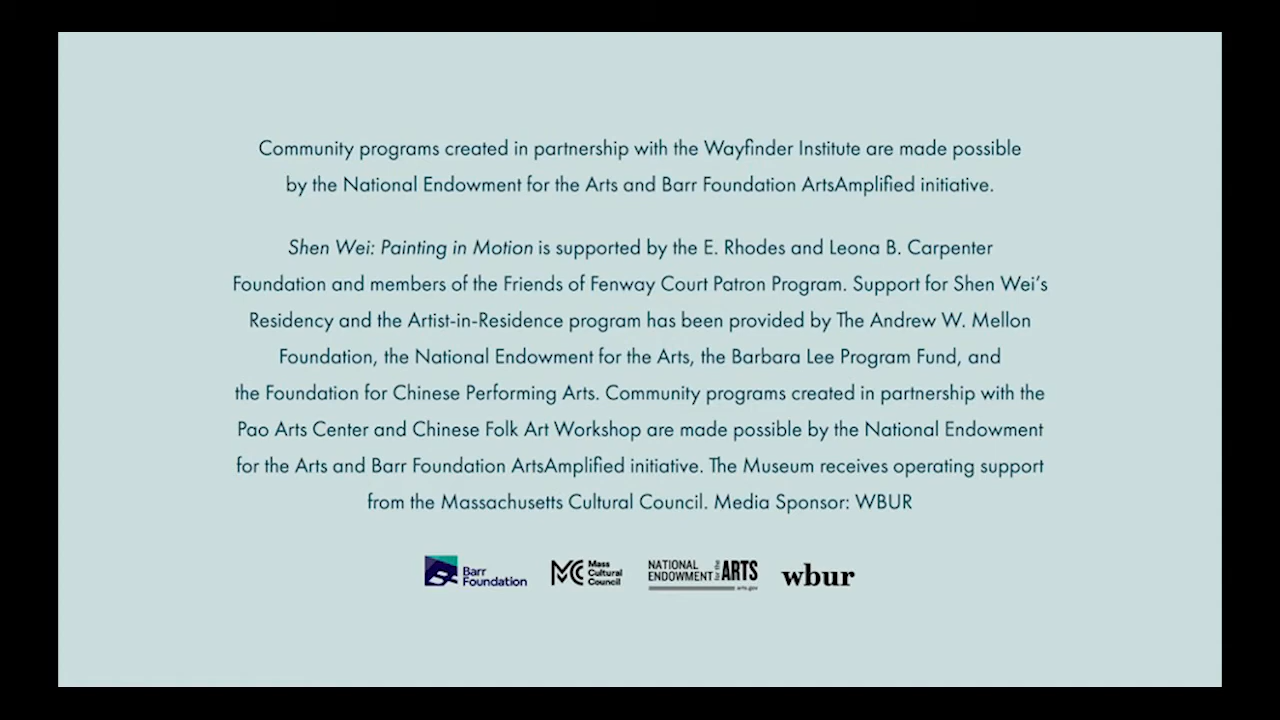 Community programs created in partnership with the Wayfinder Institute are made possible
by the National Endowment for the Arts and Barr Foundation ArtsAmplified initiative.
Shen Wei: Painting in Motion is supported by the E. Rhodes and Leona B. Carpenter
Foundation and members of the Friends of Fenway Court Patron Program. Support for Shen Wei’s
Residency and the Artist-in-Residence program has been provided by The Andrew W. Mellon
Foundation, the National Endowment for the Arts, the Barbara Lee Program Fund, and
the Foundation for Chinese Performing Arts. Community programs created in partnership with the
Pao Arts Center and Chinese Folk Art Workshop are made possible by the National Endowment
for the Arts and Barr Foundation ArtsAmplified initiative. The Museum receives operating support
from the Massachusetts Cultural Council. Media Sponsor: WBUR
Barr
Foundation
MCC
Mass
Cultural
Council
NATIONAL
ENDOWMENT for the ARTS
arts.gov
wbur